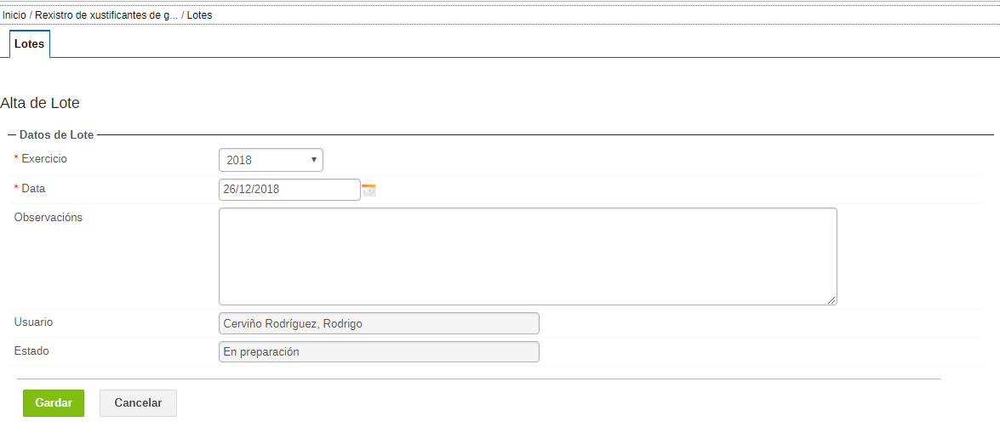 Inicio / Rexistro de xustificantes de g... / Lotes
Lotes
Alta de Lote
Datos de Lote
* Exercicio
2018
* Data
26/12/2018
Observacións
Usuario
Cerviño Rodríguez, Rodrigo
Estado
En preparación
Gardar
Cancelar